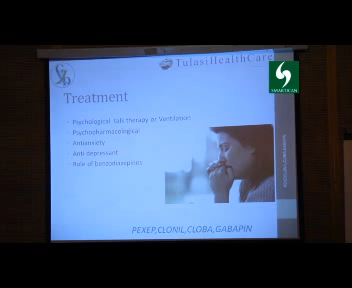 TulasiHealthCare
Treatment
- Psychological talk therapy or Ventilation
- Psychopharmacological
- Antianxiety
- Anti depressant
- Role of benzodiazepines
PEXEP,CLONIL,CLOBA,GABAPIN